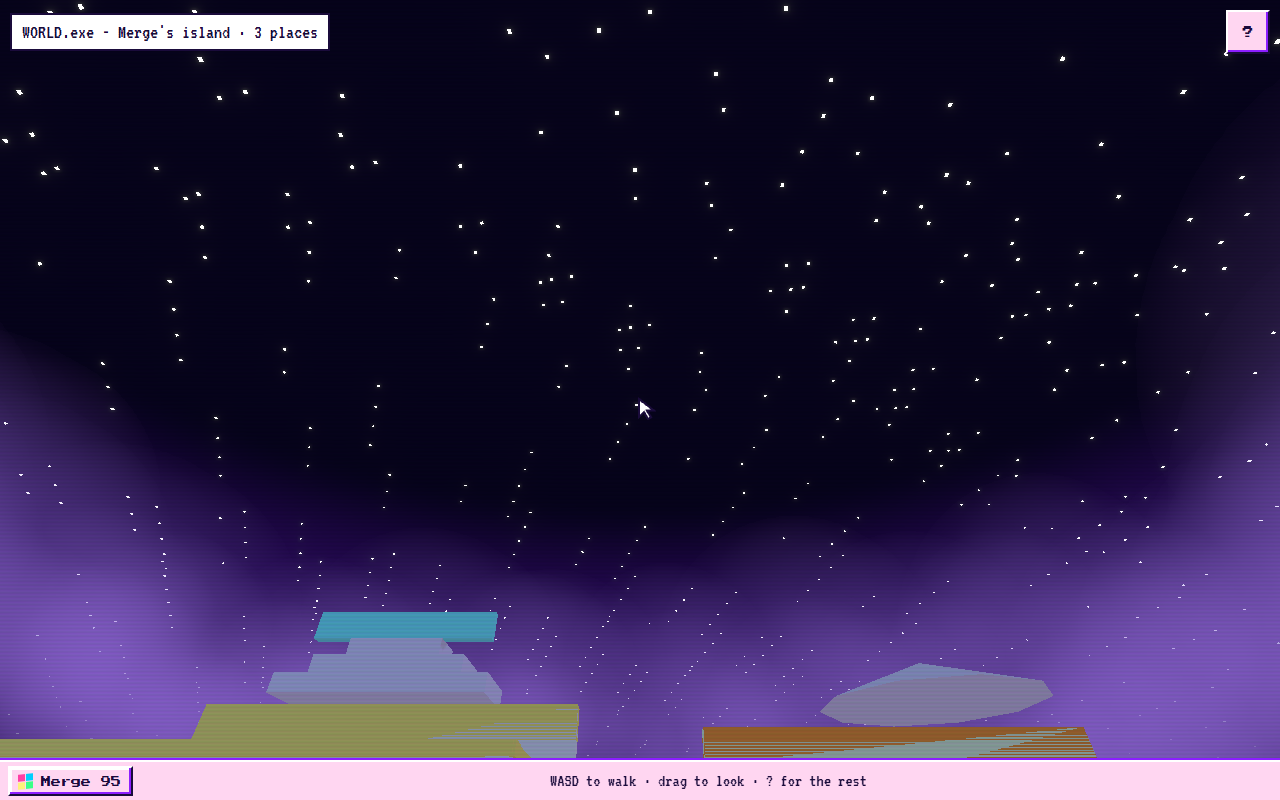 WORLD.exe - Merge's island · 3 places
?
Merge 95
WASD to walk · drag to look · ? for the rest